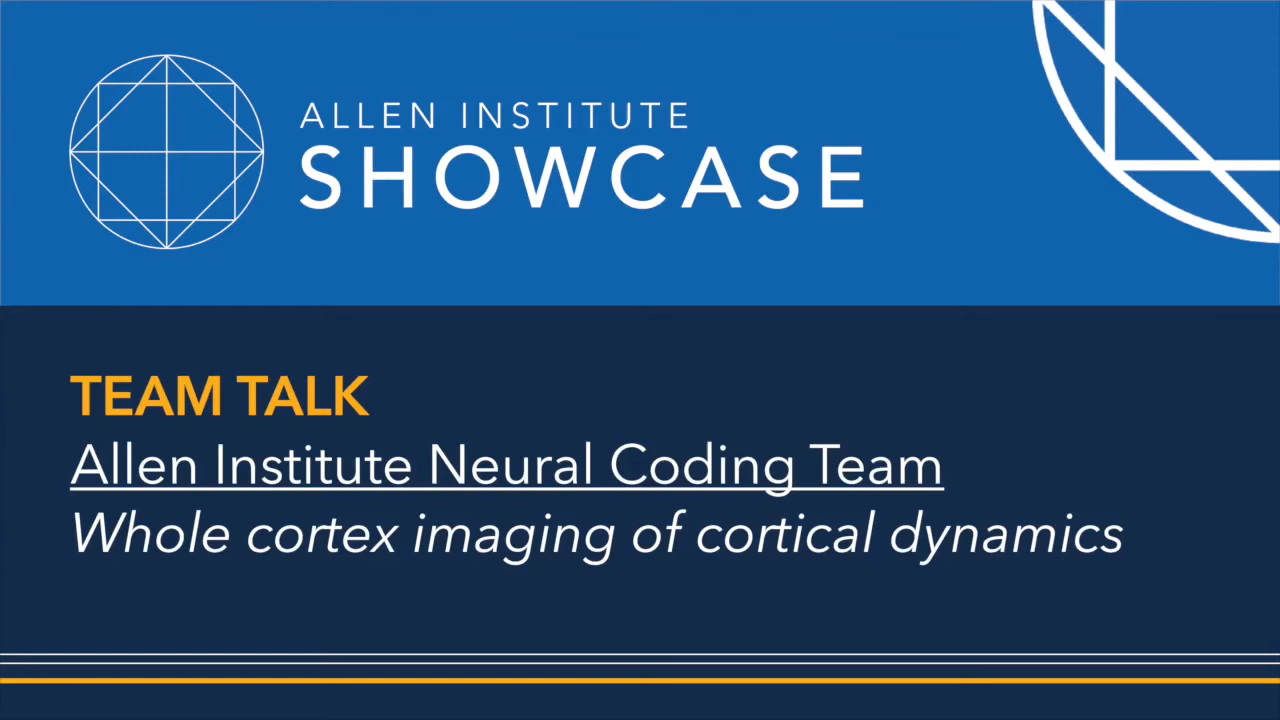 ALLEN INSTITUTE
SHOWCASE
TEAM TALK
Allen Institute Neural Coding Team
Whole cortex imaging of cortical dynamics